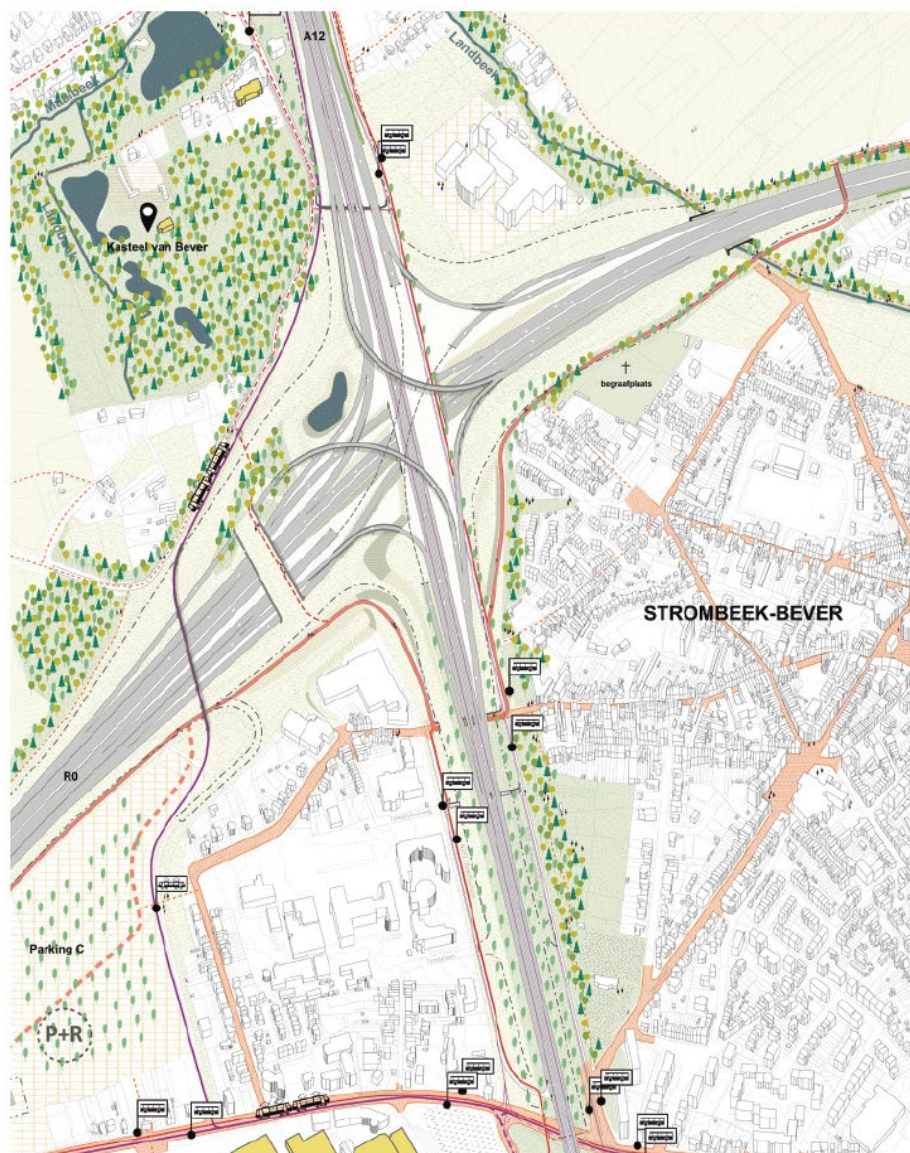 A12
Landbeek
Maalbeek
Landbeek
Kasteel van Bever
begraafplaats
STROMBEEK-BEVER
R0
Parking C
P+R